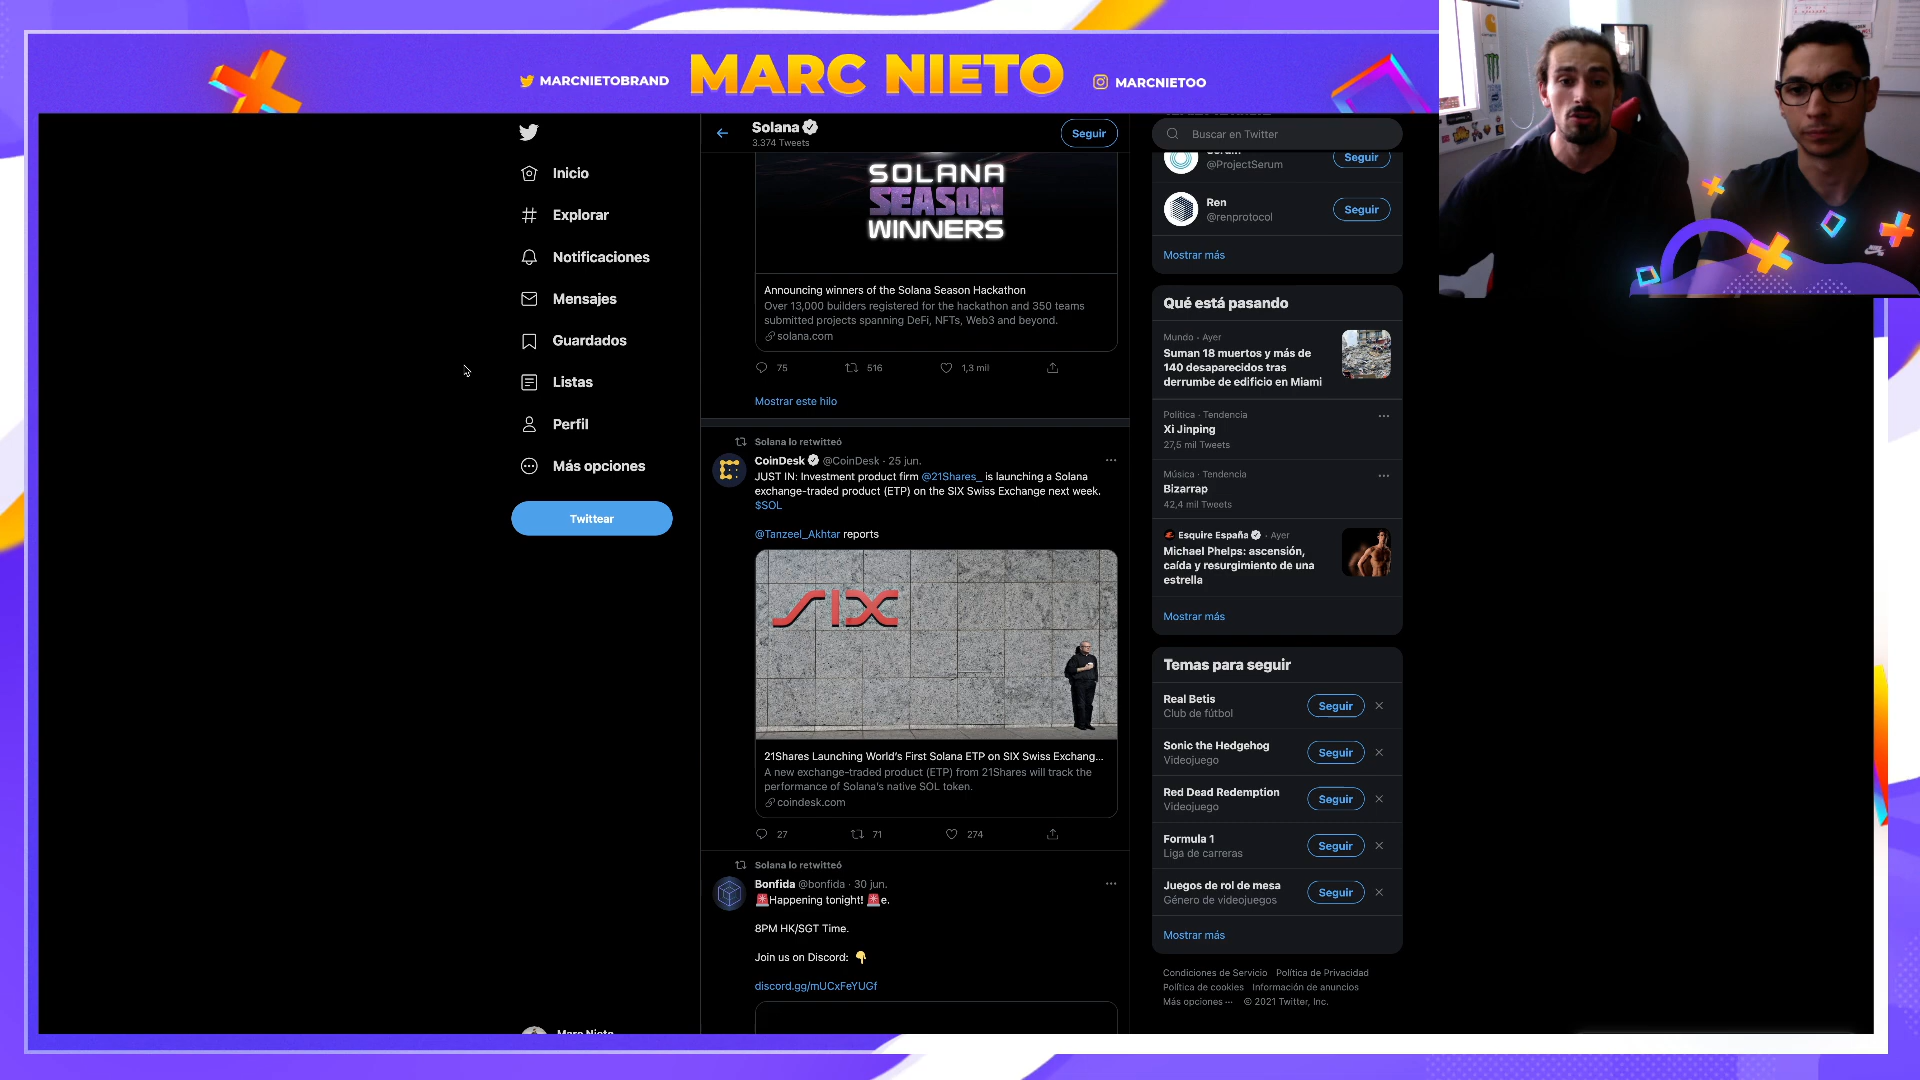 MARCNIETOBRAND
MARC NIETO
MARCNIETOO
Solana
3.374 Tweets
Seguir
Buscar en Twitter
Inicio
Explorar
Notificaciones
Mensajes
Guardados
Listas
Perfil
Más opciones
Twittear
SOLANA
SEASON
WINNERS
Announcing winners of the Solana Season Hackathon
Over 13,000 builders registered for the hackathon and 350 teams
submitted projects spanning DeFi, NFTs, Web3 and beyond.
solana.com
75 516 1,3 mil
Mostrar este hilo
Solana lo retwitteó
CoinDesk @CoinDesk · 25 jun.
JUST IN: Investment product firm @21Shares_ is launching a Solana
exchange-traded product (ETP) on the SIX Swiss Exchange next week.
$SOL
@Tanzeel_Akhtar reports
SIX
21Shares Launching World's First Solana ETP on SIX Swiss Exchang...
A new exchange-traded product (ETP) from 21Shares will track the
performance of Solana's native SOL token.
coindesk.com
27 71 274
Solana lo retwitteó
Bonfida @bonfida · 30 jun.
🚨Happening tonight! 🚨e.
8PM HK/SGT Time.
Join us on Discord: 👇
discord.gg/mUCxFeYUGf
@ProjectSerum
Seguir
Ren
@renprotocol
Seguir
Mostrar más
Qué está pasando
Mundo · Ayer
Suman 18 muertos y más de
140 desaparecidos tras
derrumbe de edificio en Miami
Política · Tendencia
Xi Jinping
27,5 mil Tweets
Música · Tendencia
Bizarrap
42,4 mil Tweets
Esquire España · Ayer
Michael Phelps: ascensión,
caída y resurgimiento de una
estrella
Mostrar más
Temas para seguir
Real Betis
Club de fútbol
Seguir
Sonic the Hedgehog
Videojuego
Seguir
Red Dead Redemption
Videojuego
Seguir
Formula 1
Liga de carreras
Seguir
Juegos de rol de mesa
Género de videojuegos
Seguir
Mostrar más
Condiciones de Servicio Política de Privacidad
Política de cookies Información de anuncios
Más opciones ··· © 2021 Twitter, Inc.